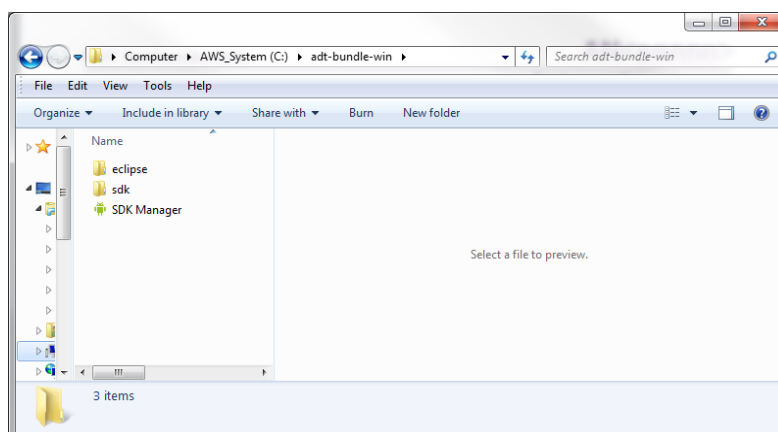 Computer AWS_System (C:) adt-bundle-win Search adt-bundle-win
File Edit View Tools Help
Organize Include in library Share with Burn New folder
Name
eclipse
sdk
SDK Manager
Select a file to preview.
3 items